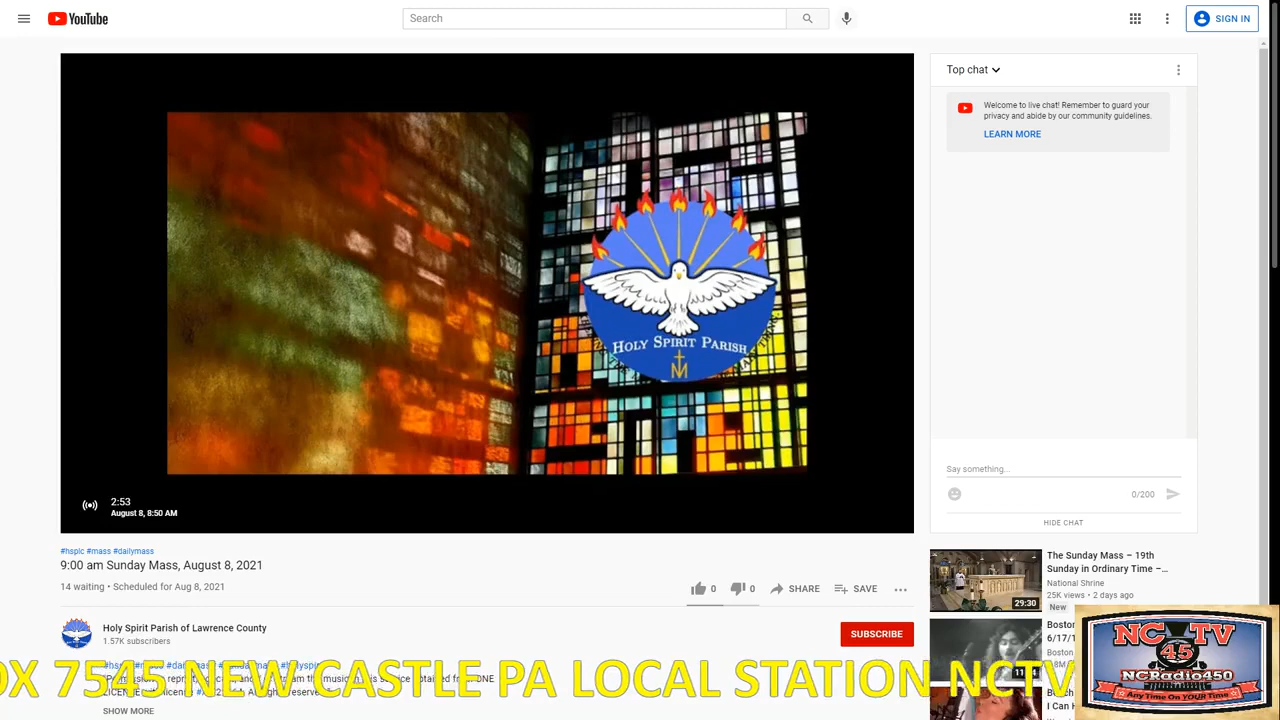 YouTube
Search
SIGN IN
Top chat
Welcome to live chat! Remember to guard your
privacy and abide by our community guidelines.
LEARN MORE
HOLY SPIRIT PARISH
2:53
August 8, 8:50 AM
Say something...
0/200
HIDE CHAT
#hsplc #mass #dailymass
9:00 am Sunday Mass, August 8, 2021
14 waiting • Scheduled for Aug 8, 2021
0
0
SHARE
SAVE
Holy Spirit Parish of Lawrence County
1.57K subscribers
SUBSCRIBE
SHOW MORE
The Sunday Mass – 19th
Sunday in Ordinary Time –...
National Shrine
25K views • 2 days ago
New
29:30
6/17/1
OX 7545 NEW CASTLE PA LOCAL STATION NCTV
NC TV
45
NCRadio450
Any Time On YOUR Time